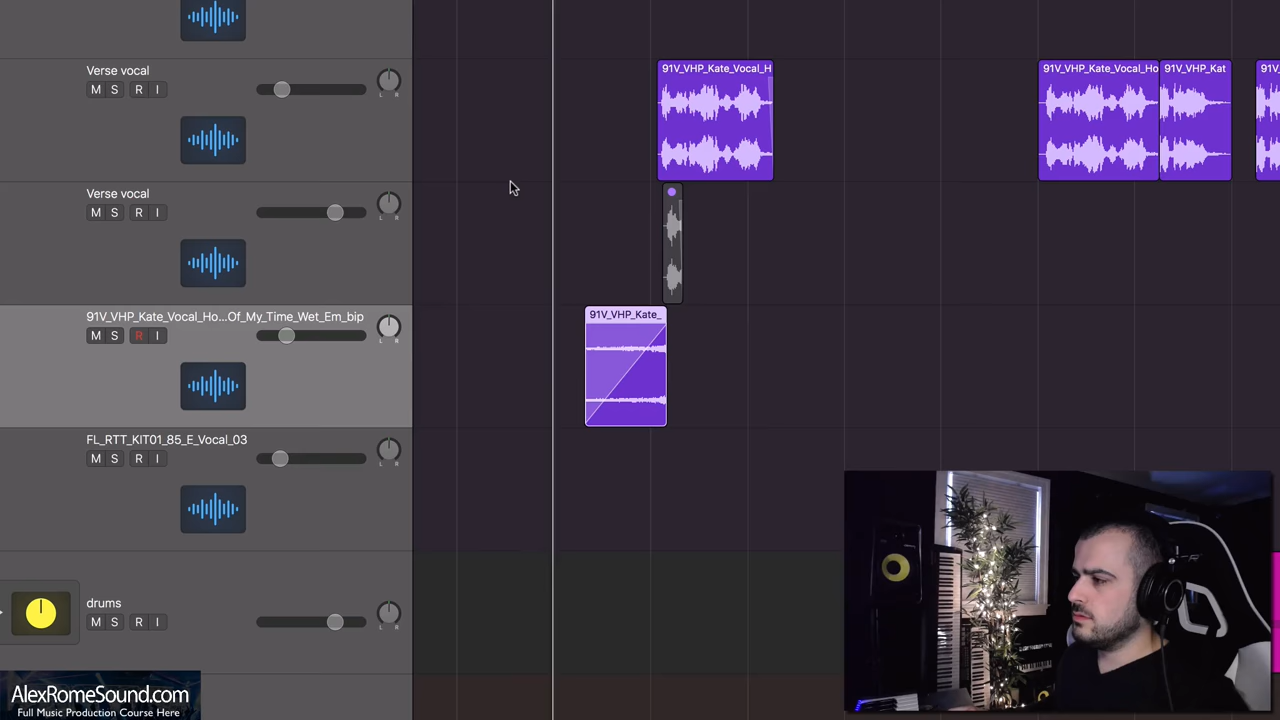 Verse vocal
M S R I
L R
91V_VHP_Kate_Vocal_H
91V_VHP_Kate_Vocal_Ho
91V_VHP_Kat
91V_
Verse vocal
M S R I
L R
91V_VHP_Kate_Vocal_Ho...Of_My_Time_Wet_Em_bip
M S R I
L R
91V_VHP_Kate_
FL_RTT_KIT01_85_E_Vocal_03
M S R I
L R
drums
M S R I
L R
AlexRomeSound.com
Full Music Production Course Here